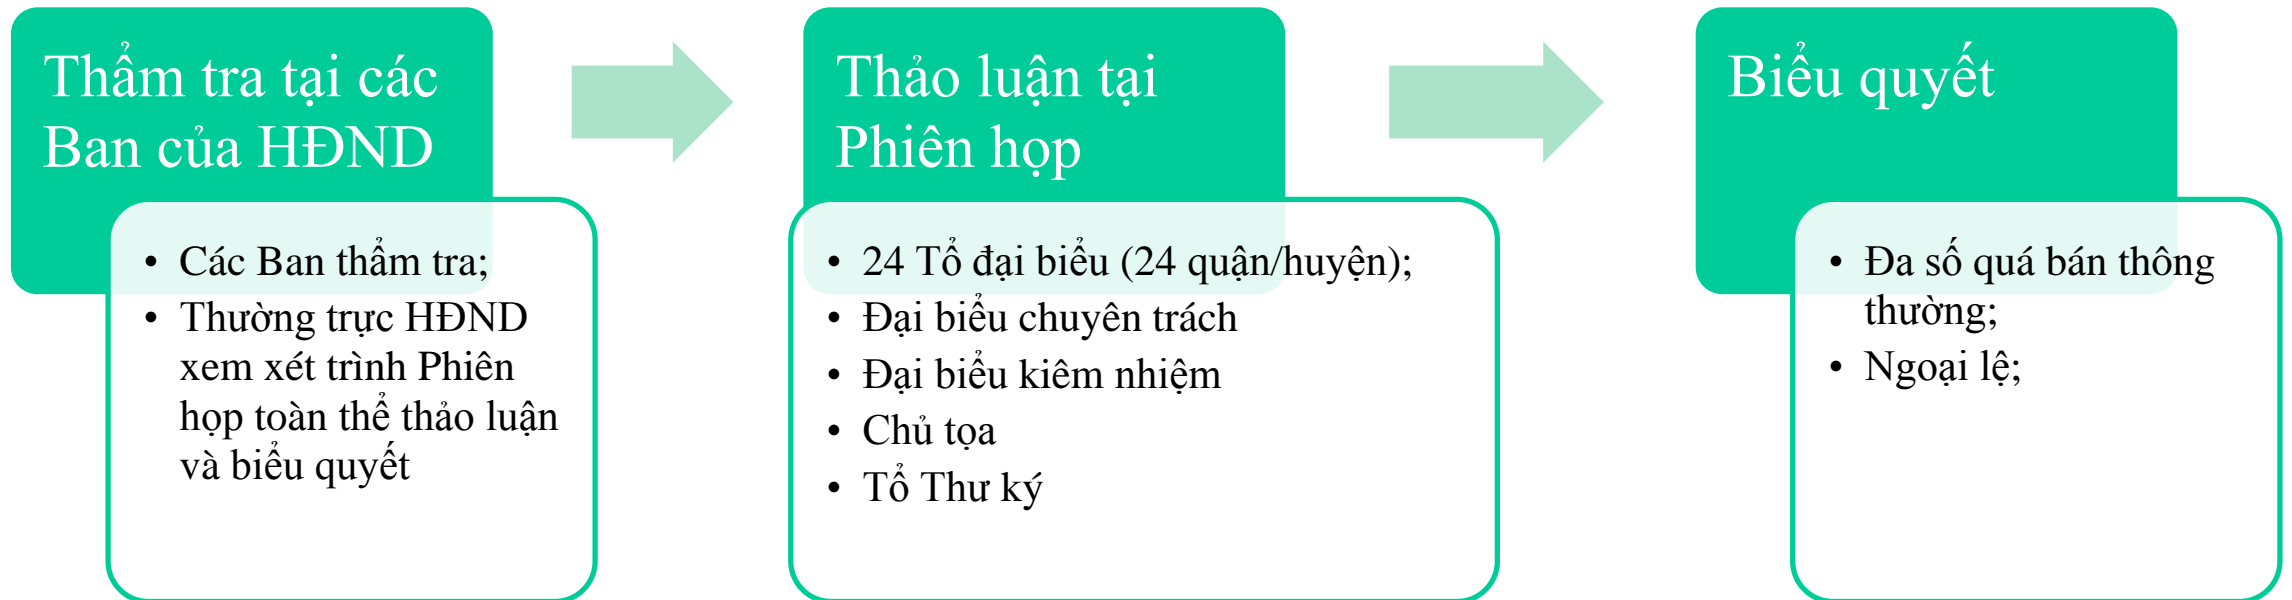 Thẩm tra tại các
Ban của HĐND
• Các Ban thẩm tra;
• Thường trực HĐND
xem xét trình Phiên
họp toàn thể thảo luận
và biểu quyết
Thảo luận tại
Phiên họp
• 24 Tổ đại biểu (24 quận/huyện);
• Đại biểu chuyên trách
• Đại biểu kiêm nhiệm
• Chủ tọa
• Tổ Thư ký
Biểu quyết
• Đa số quá bán thông
thường;
• Ngoại lệ;